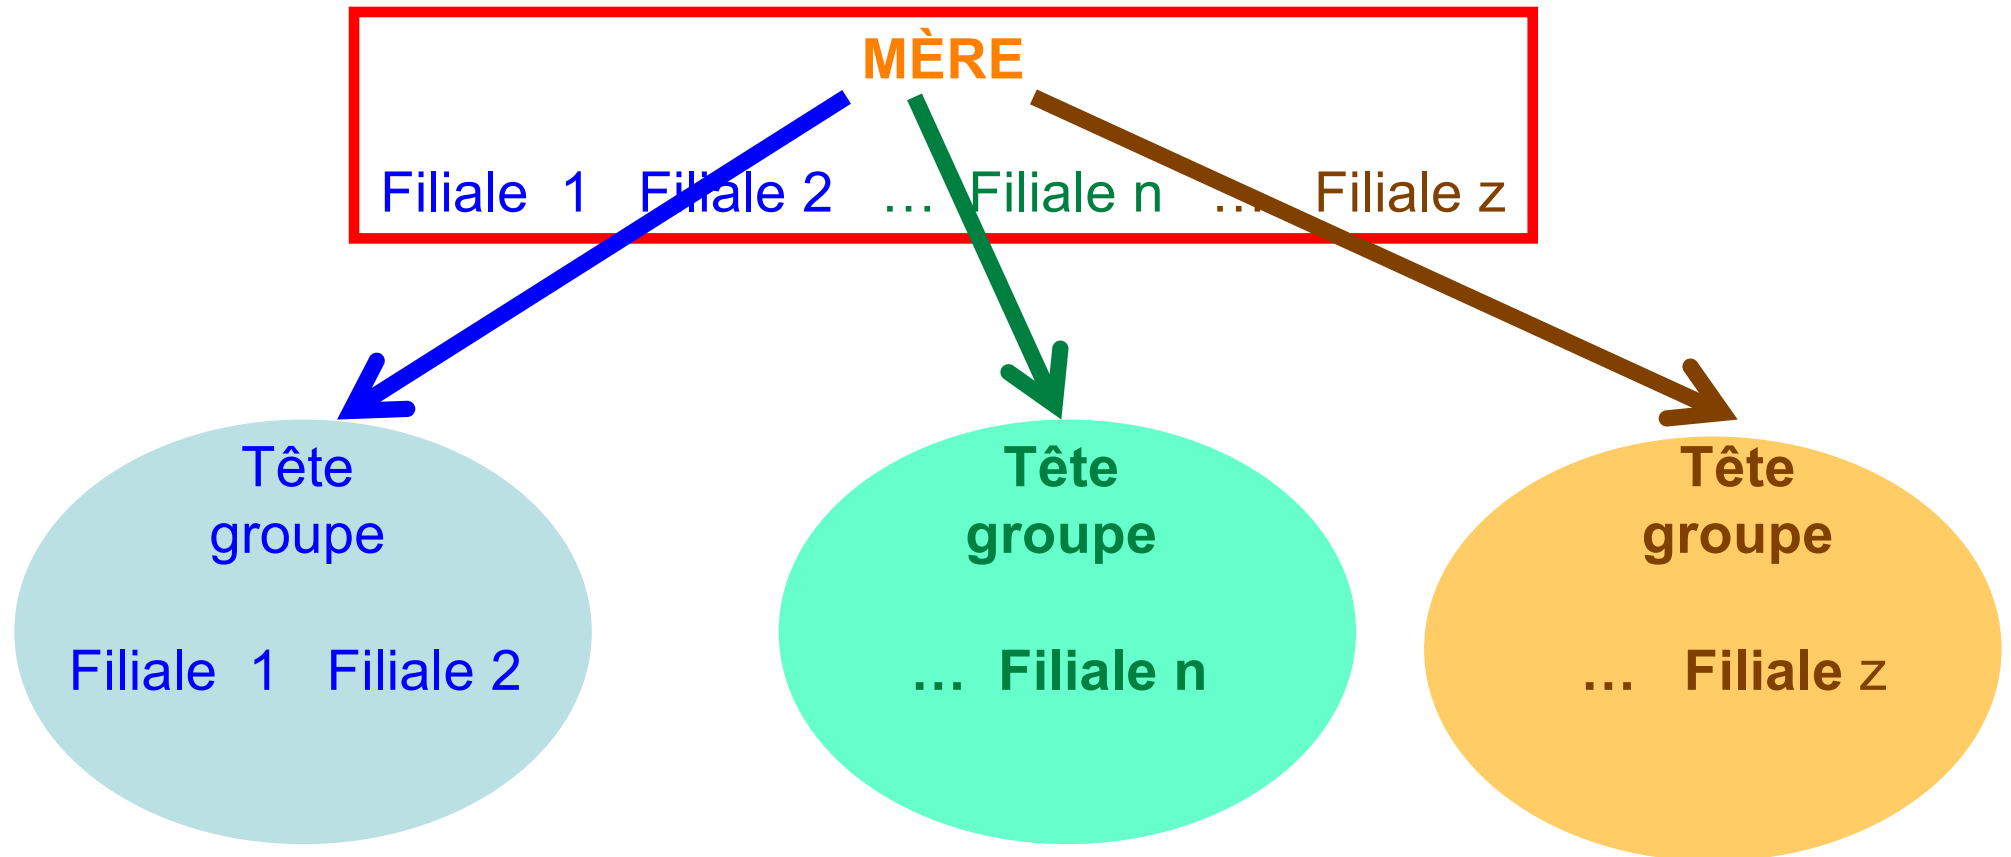 MÈRE
Filiale 1 Filiale 2 … Filiale n … Filiale z
Tête
groupe
Filiale 1 Filiale 2
Tête
groupe
… Filiale n
Tête
groupe
… Filiale z